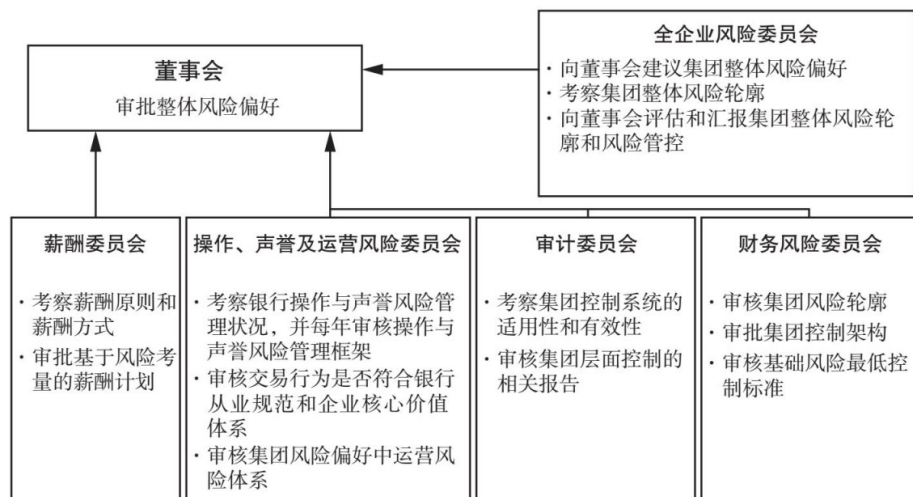 董事会
审批整体风险偏好
全企业风险委员会
· 向董事会建议集团整体风险偏好
· 考察集团整体风险轮廓
· 向董事会评估和汇报集团整体风险轮
廓和风险管控
薪酬委员会
· 考察薪酬原则和
薪酬方式
· 审批基于风险考
量的薪酬计划
操作、声誉及运营风险委员会
· 考察银行操作与声誉风险管
理状况，并每年审核操作与
声誉风险管理框架
· 审核交易行为是否符合银行
从业规范和企业核心价值
体系
· 审核集团风险偏好中运营风
险体系
审计委员会
· 考察集团控制系统的
适用性和有效性
· 审核集团层面控制的
相关报告
财务风险委员会
· 审核集团风险轮廓
· 审批集团控制架构
· 审核基础风险最低控
制标准